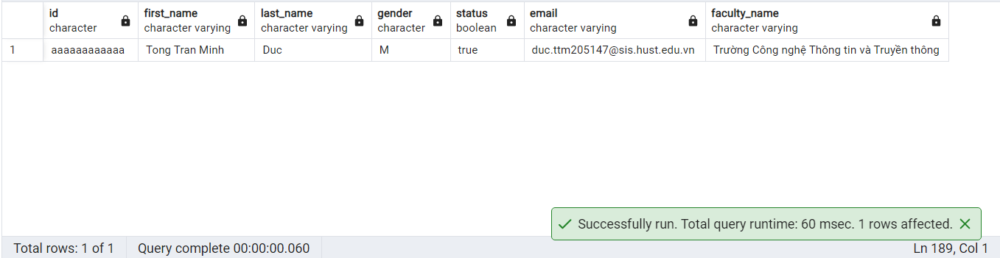 id first_name last_name gender status email faculty_name
character character varying character varying character boolean character varying character varying
1 aaaaaaaaaaaa Tong Tran Minh Duc M true duc.ttm205147@sis.hust.edu.vn Trường Công nghệ Thông tin và Truyền thông
Successfully run. Total query runtime: 60 msec. 1 rows affected.
Total rows: 1 of 1 Query complete 00:00:00.060 Ln 189, Col 1